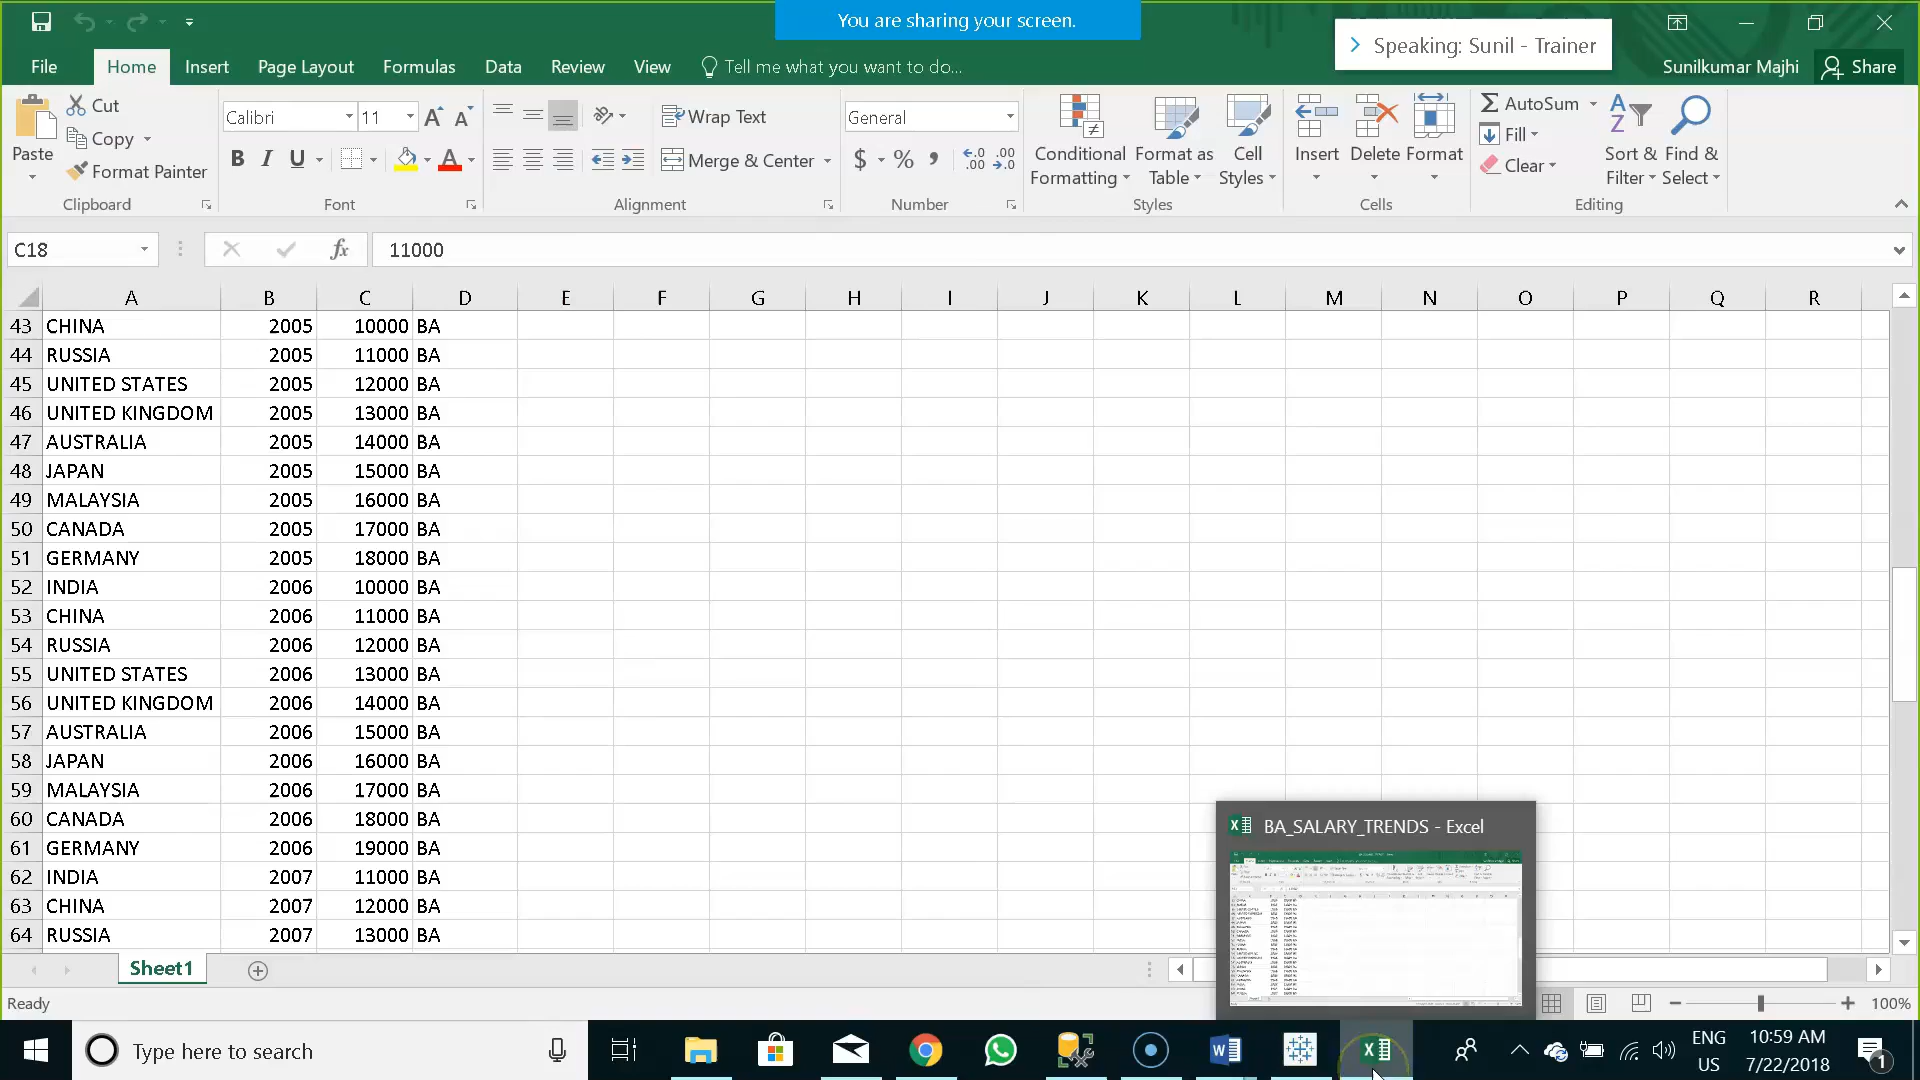 You are sharing your screen.
Speaking: Sunil - Trainer
File Home Insert Page Layout Formulas Data Review View Tell me what you want to do... Sunilkumar Majhi Share
Paste Cut Copy Format Painter Clipboard
Calibri 11 B I U A Font
Wrap Text Merge & Center Alignment
General $ % Number
Conditional Formatting Format as Table Cell Styles Styles
Insert Delete Format Cells
AutoSum Fill Clear Sort & Filter Find & Select Editing
C18 fx 11000
A B C D E F G H I J K L M N O P Q R
43 CHINA 2005 10000 BA
44 RUSSIA 2005 11000 BA
45 UNITED STATES 2005 12000 BA
46 UNITED KINGDOM 2005 13000 BA
47 AUSTRALIA 2005 14000 BA
48 JAPAN 2005 15000 BA
49 MALAYSIA 2005 16000 BA
50 CANADA 2005 17000 BA
51 GERMANY 2005 18000 BA
52 INDIA 2006 10000 BA
53 CHINA 2006 11000 BA
54 RUSSIA 2006 12000 BA
55 UNITED STATES 2006 13000 BA
56 UNITED KINGDOM 2006 14000 BA
57 AUSTRALIA 2006 15000 BA
58 JAPAN 2006 16000 BA
59 MALAYSIA 2006 17000 BA
60 CANADA 2006 18000 BA
61 GERMANY 2006 19000 BA
62 INDIA 2007 11000 BA
63 CHINA 2007 12000 BA
64 RUSSIA 2007 13000 BA
BA_SALARY_TRENDS - Excel
Sheet1
Ready 100%
Type here to search
ENG
US
10:59 AM
7/22/2018
1